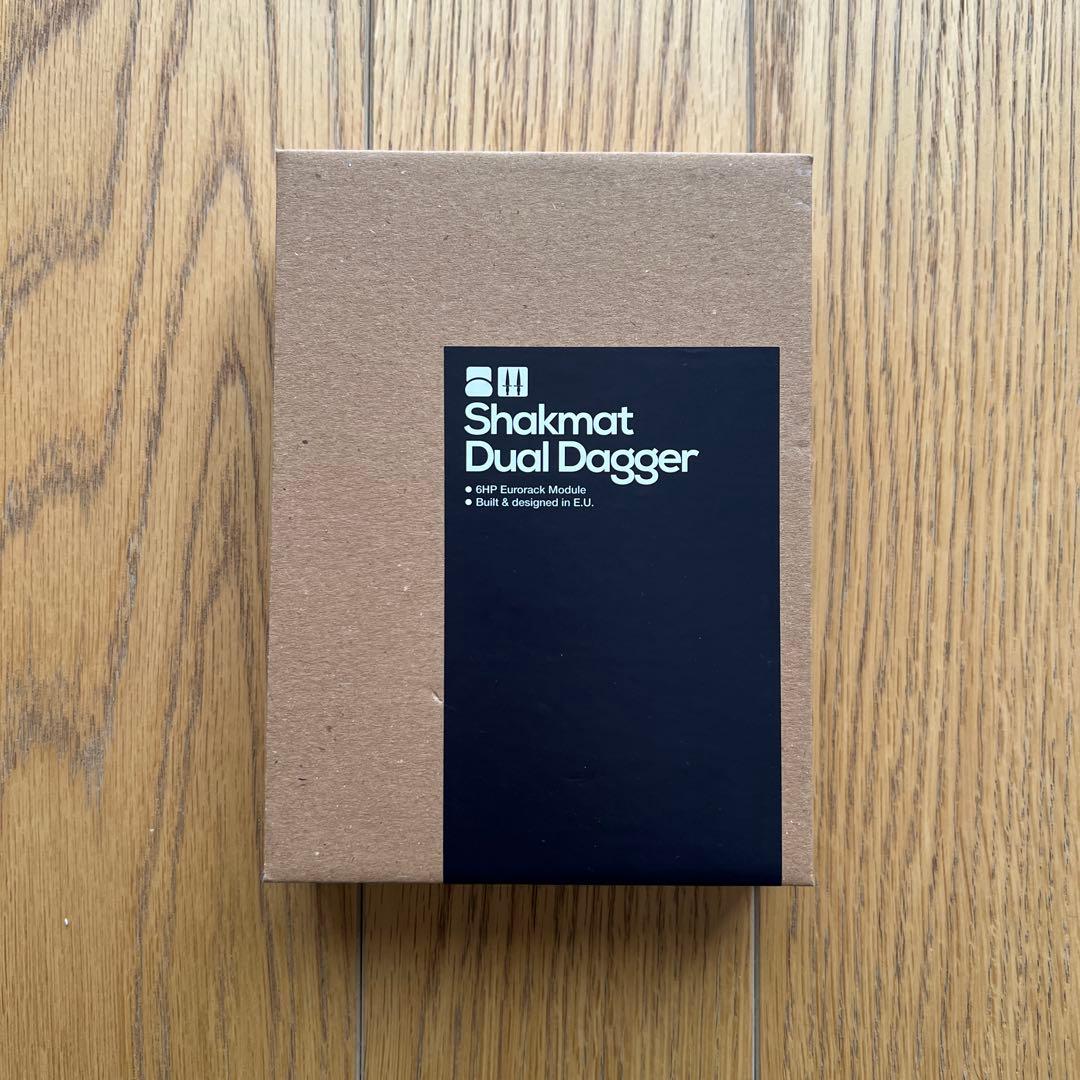 Shakmat
Dual Dagger
● 6HP Eurorack Module
● Built & designed in E.U.